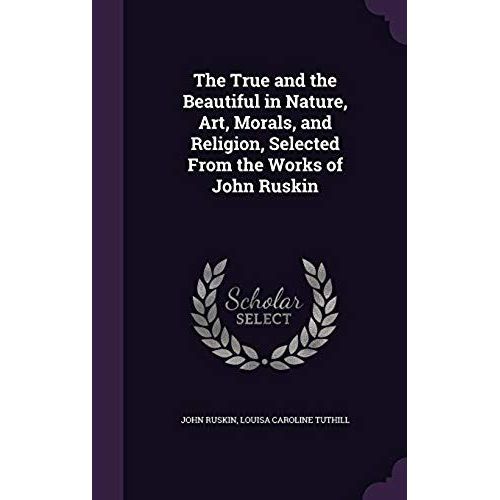 The True and the
Beautiful in Nature,
Art, Morals, and
Religion, Selected
From the Works of
John Ruskin
Scholar
SELECT
JOHN RUSKIN, LOUISA CAROLINE TUTHILL